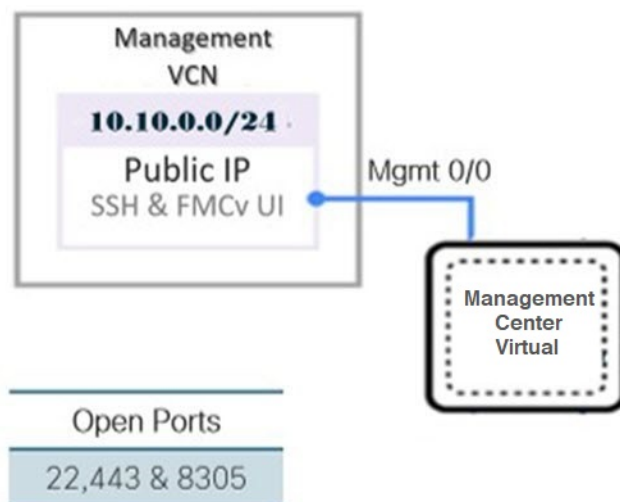 Management
VCN
10.10.0.0/24
Public IP
SSH & FMCv UI
Mgmt 0/0
Management
Center
Virtual
Open Ports
22,443 & 8305